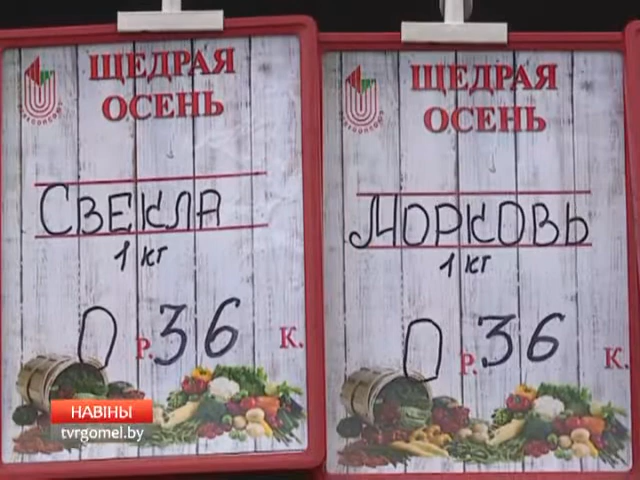 ЩЕДРАЯ
ОСЕНЬ
СВЕКЛА
1 кг
0 Р. 36 К.
ЩЕДРАЯ
ОСЕНЬ
МОРКОВЬ
1 кг
0 Р. 36 К.
НАВІНЫ
tvrgomel.by